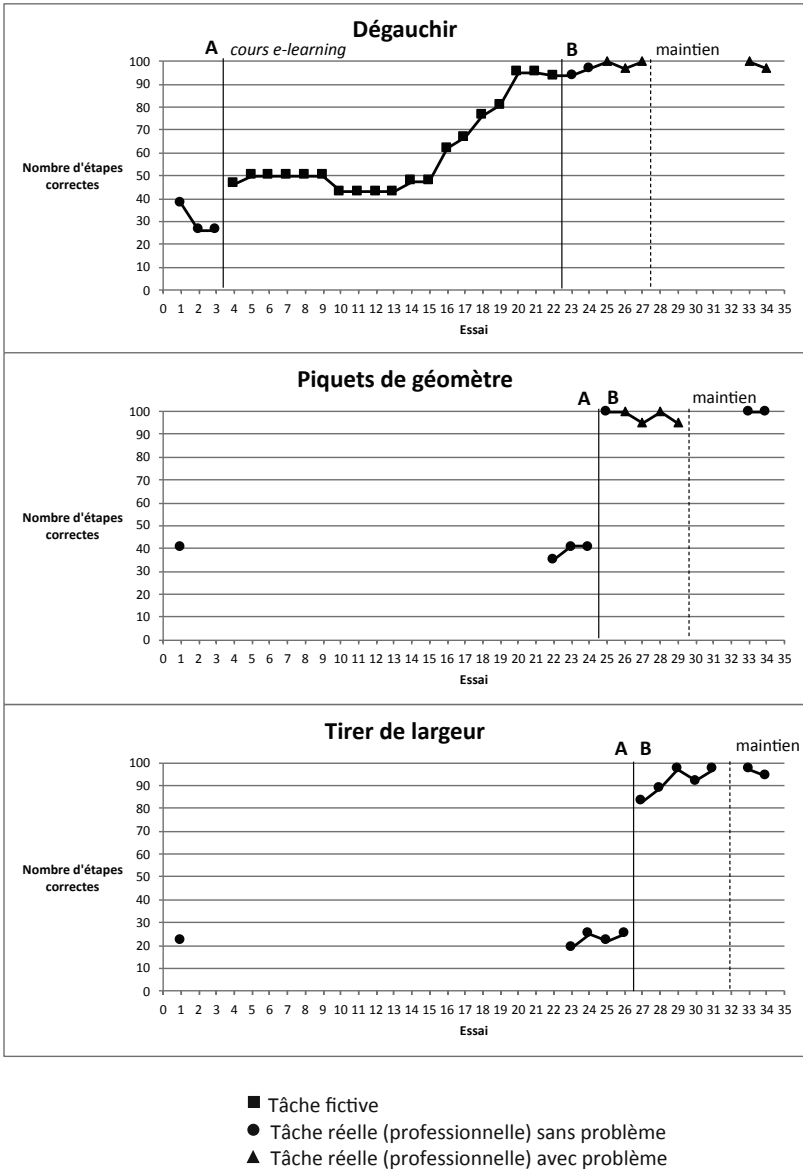 Dégauchir
A cours e-learning B maintien
100
90
80
70
60
50
40
30
20
10
0
Nombre d'étapes
correctes
0 1 2 3 4 5 6 7 8 9 10 11 12 13 14 15 16 17 18 19 20 21 22 23 24 25 26 27 28 29 30 31 32 33 34 35
Essai
Piquets de géomètre
A B maintien
100
90
80
70
60
50
40
30
20
10
0
Nombre d'étapes
correctes
0 1 2 3 4 5 6 7 8 9 10 11 12 13 14 15 16 17 18 19 20 21 22 23 24 25 26 27 28 29 30 31 32 33 34 35
Essai
Tirer de largeur
A B maintien
100
90
80
70
60
50
40
30
20
10
0
Nombre d'étapes
correctes
0 1 2 3 4 5 6 7 8 9 10 11 12 13 14 15 16 17 18 19 20 21 22 23 24 25 26 27 28 29 30 31 32 33 34 35
Essai
Tâche fictive
Tâche réelle (professionnelle) sans problème
Tâche réelle (professionnelle) avec problème